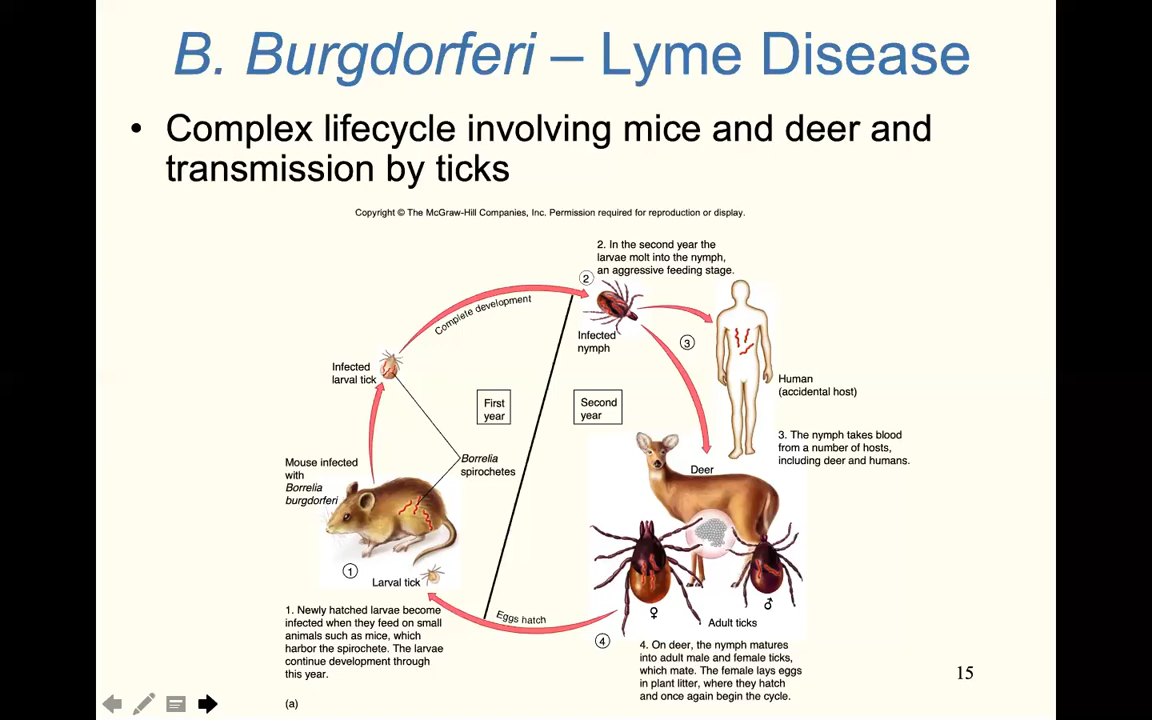 B. Burgdorferi – Lyme Disease
• Complex lifecycle involving mice and deer and
transmission by ticks
Copyright © The McGraw-Hill Companies, Inc. Permission required for reproduction or display.
2. In the second year the
larvae molt into the nymph,
an aggressive feeding stage.
2
Complete development
Infected
nymph
3
Infected
larval tick
Human
(accidental host)
First
year
Second
year
3. The nymph takes blood
from a number of hosts,
including deer and humans.
Mouse infected
with
Borrelia
burgdorferi
Borrelia
spirochetes
Deer
1
Larval tick
Eggs hatch
♀
♂
Adult ticks
1. Newly hatched larvae become
infected when they feed on small
animals such as mice, which
harbor the spirochete. The larvae
continue development through
this year.
4
4. On deer, the nymph matures
into adult male and female ticks,
which mate. The female lays eggs
in plant litter, where they hatch
and once again begin the cycle.
15
(a)